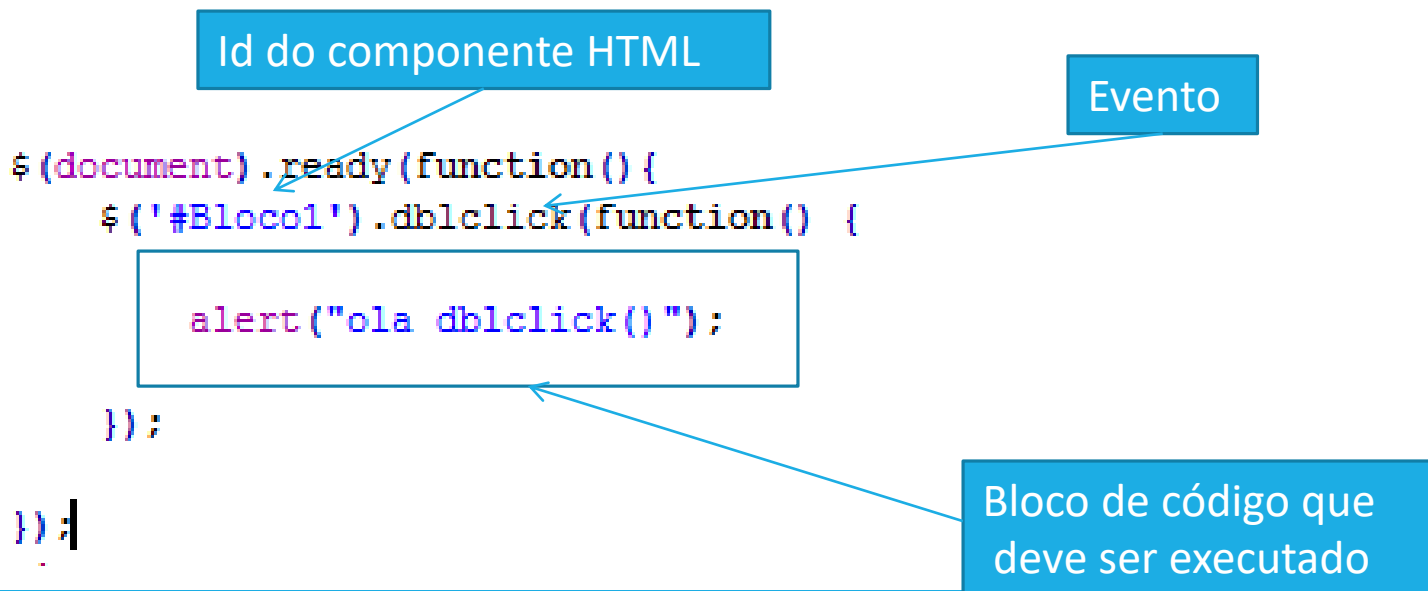 Id do componente HTML
Evento
$(document).ready(function(){
$('#Bloco1').dblclick(function() {
alert("ola dblclick()");
});
});
Bloco de código que
deve ser executado